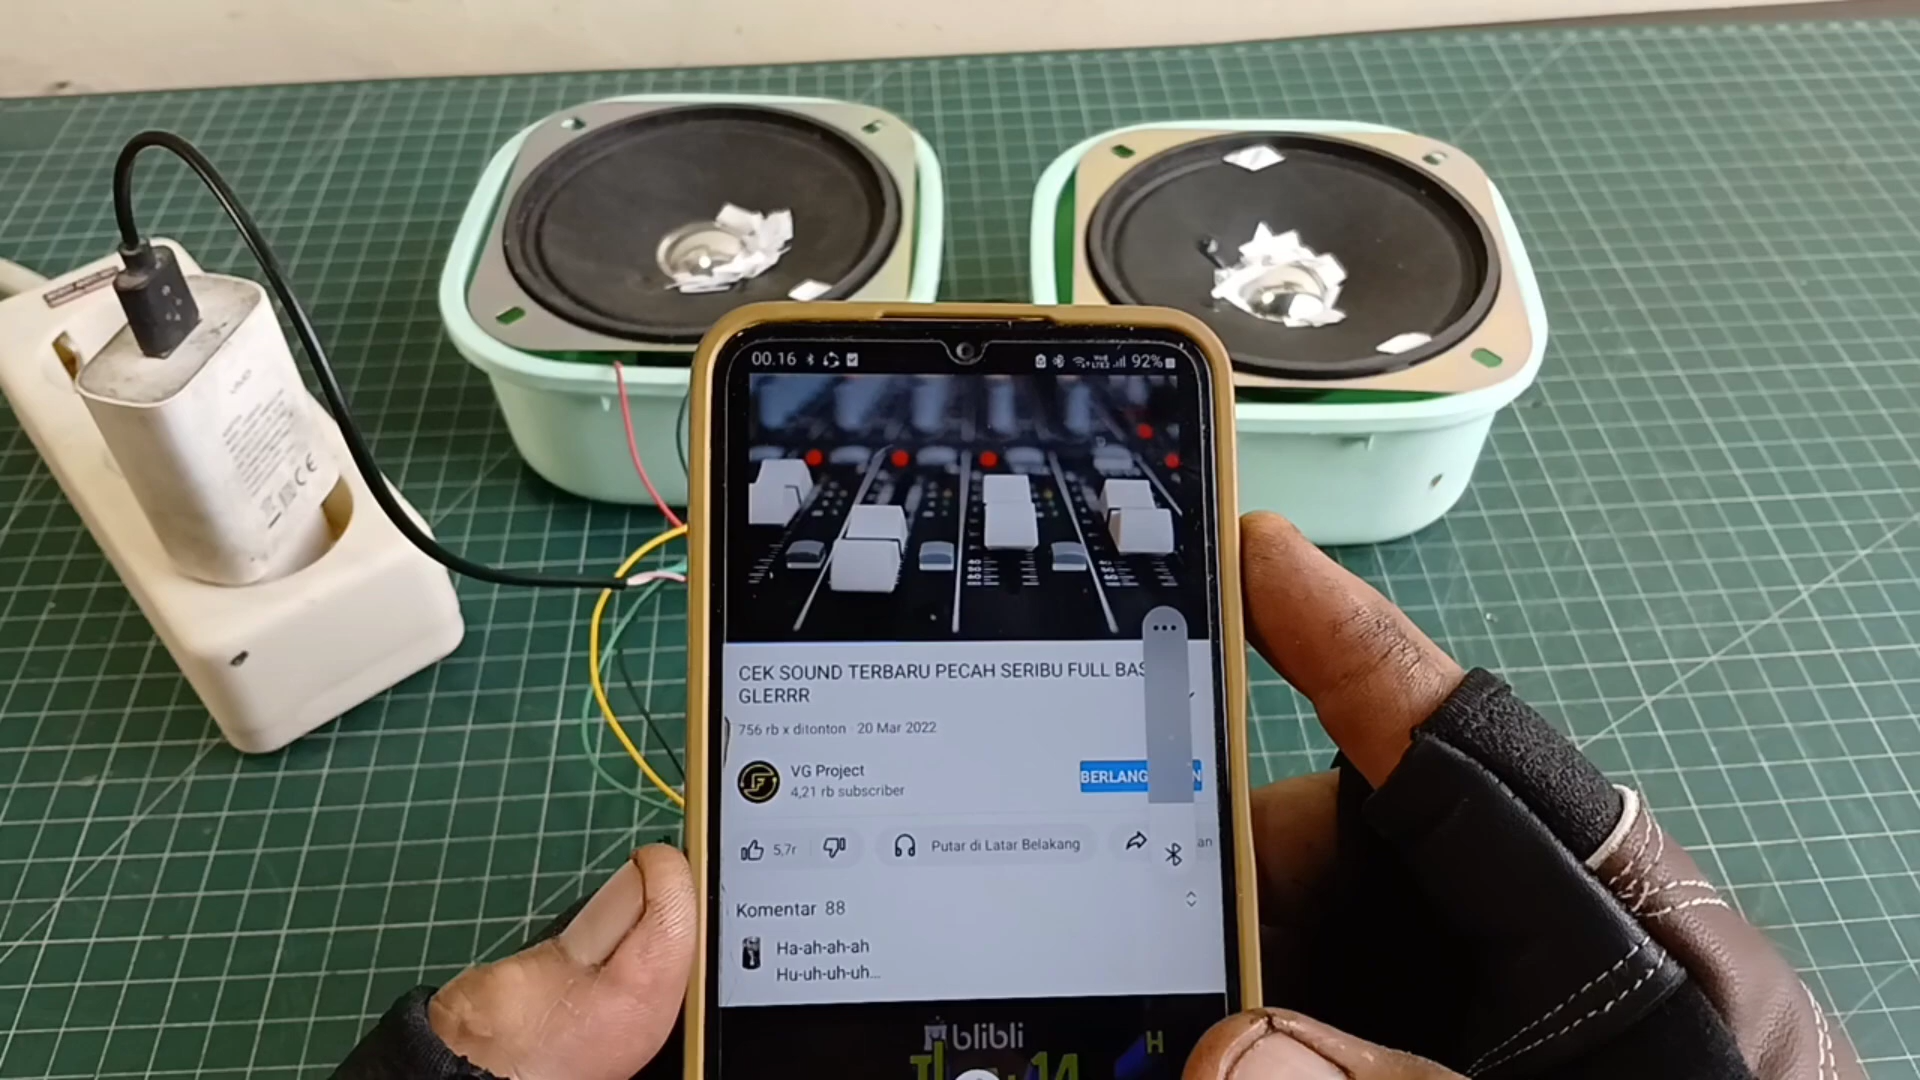 00.16
92%
CEK SOUND TERBARU PECAH SERIBU FULL BAS
GLERRR
756 rb x ditonton · 20 Mar 2022
VG Project
4,21 rb subscriber
BERLANG N
5,7r
Putar di Latar Belakang
an
Komentar 88
Ha-ah-ah-ah
Hu-uh-uh-uh...
blibli
14
H